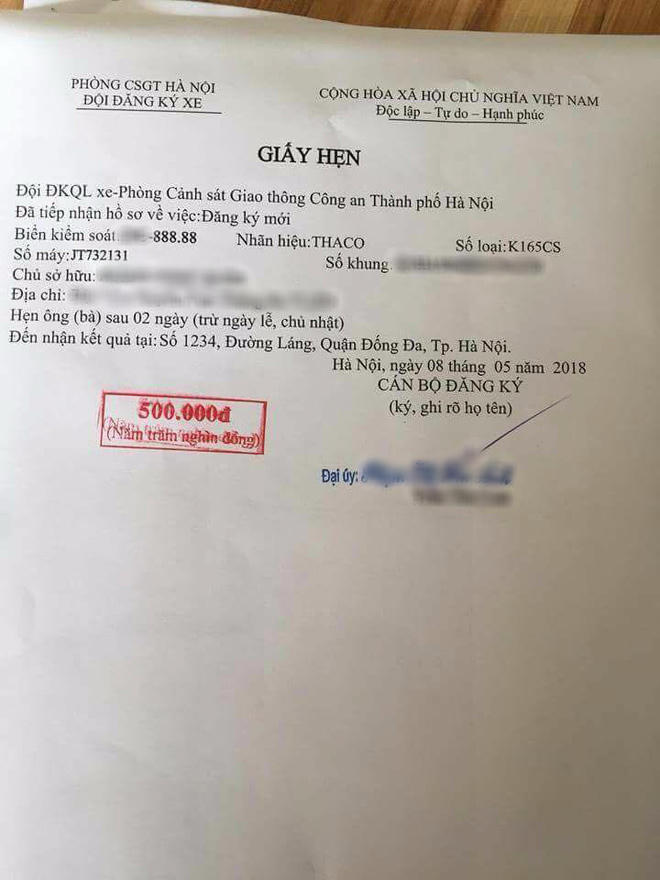 PHÒNG CSGT HÀ NỘI
ĐỘI ĐĂNG KÝ XE
CỘNG HÒA XÃ HỘI CHỦ NGHĨA VIỆT NAM
Độc lập – Tự do – Hạnh phúc
GIẤY HẸN
Đội ĐKQL xe-Phòng Cảnh sát Giao thông Công an Thành phố Hà Nội
Đã tiếp nhận hồ sơ về việc:Đăng ký mới
Biển kiểm soát. -888.88 Nhãn hiệu:THACO Số loại:K165CS
Số máy:JT732131 Số khung.
Chủ sở hữu:
Địa chỉ:
Hẹn ông (bà) sau 02 ngày (trừ ngày lễ, chủ nhật)
Đến nhận kết quả tại: Số 1234, Đường Láng, Quận Đống Đa, Tp. Hà Nội.
Hà Nội, ngày 08 tháng 05 năm 2018
CÁN BỘ ĐĂNG KÝ
(ký, ghi rõ họ tên)
500.000đ
(Năm trăm nghìn đồng)
Đại úy: